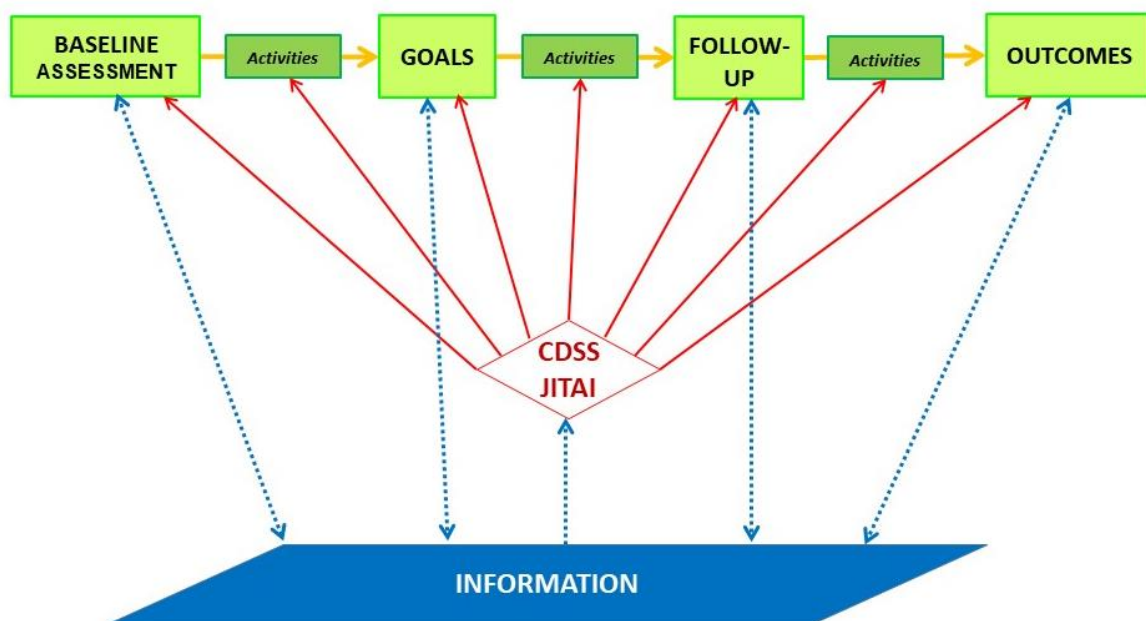 BASELINE
ASSESSMENT
Activities
GOALS
Activities
FOLLOW-
UP
Activities
OUTCOMES
CDSS
JITAI
INFORMATION